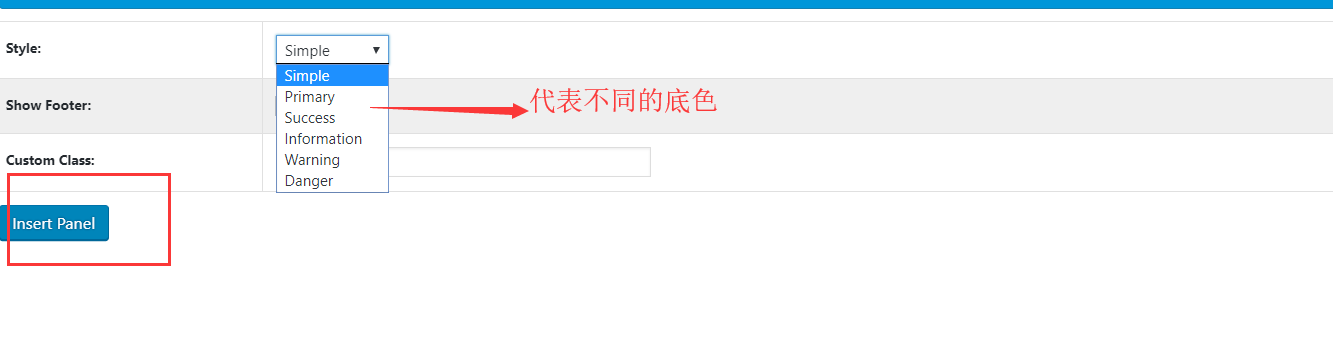 Style:
Simple
Simple
Primary
代表不同的底色
Show Footer:
Success
Information
Custom Class:
Warning
Danger
Insert Panel